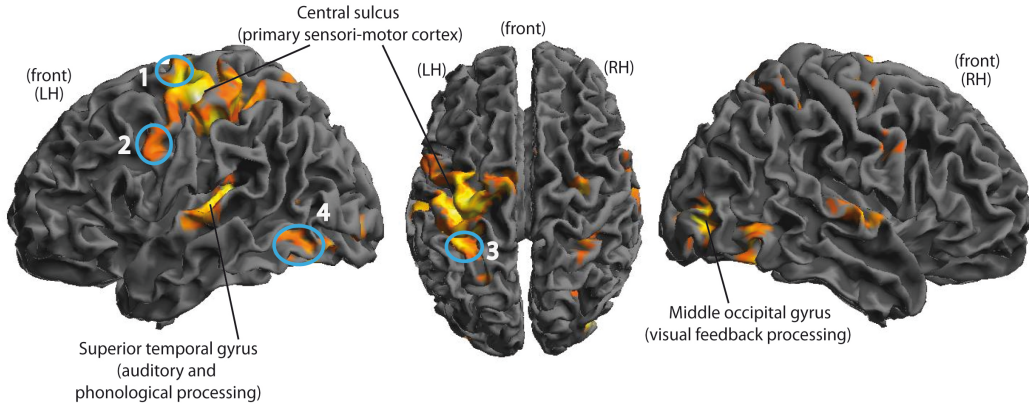 Central sulcus
(primary sensori-motor cortex)
(front)
(front)
(LH)
1
2
4
(LH)
(RH)
3
(front)
(RH)
Superior temporal gyrus
(auditory and
phonological processing)
Middle occipital gyrus
(visual feedback processing)